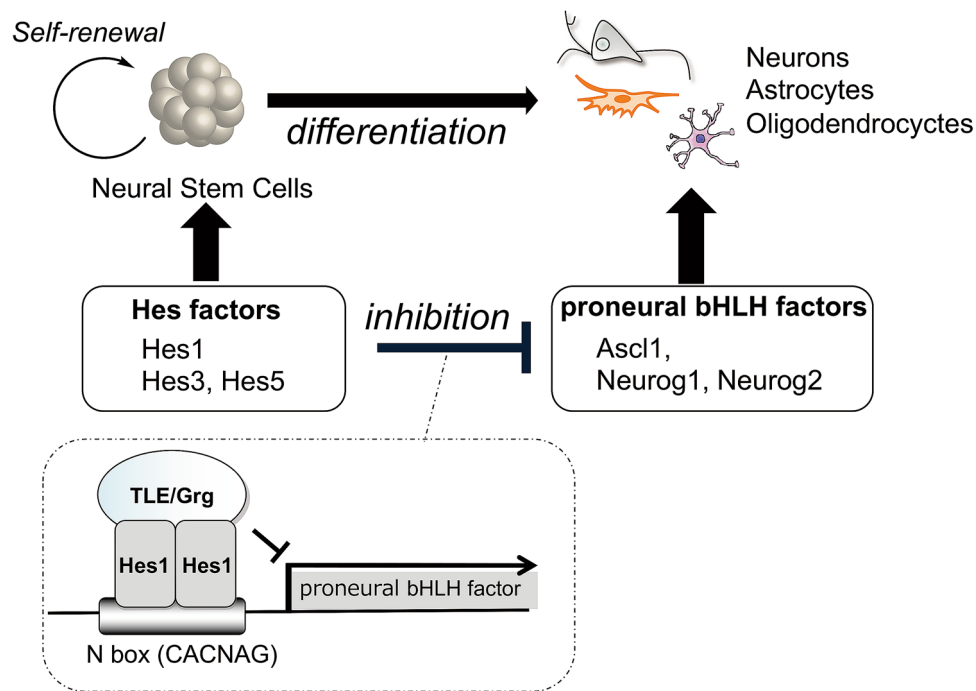 Self-renewal
differentiation
Neural Stem Cells
Neurons
Astrocytes
Oligodendrocyctes
Hes factors
Hes1
Hes3, Hes5
inhibition
proneural bHLH factors
Ascl1,
Neurog1, Neurog2
TLE/Grg
Hes1 Hes1
proneural bHLH factor
N box (CACNAG)